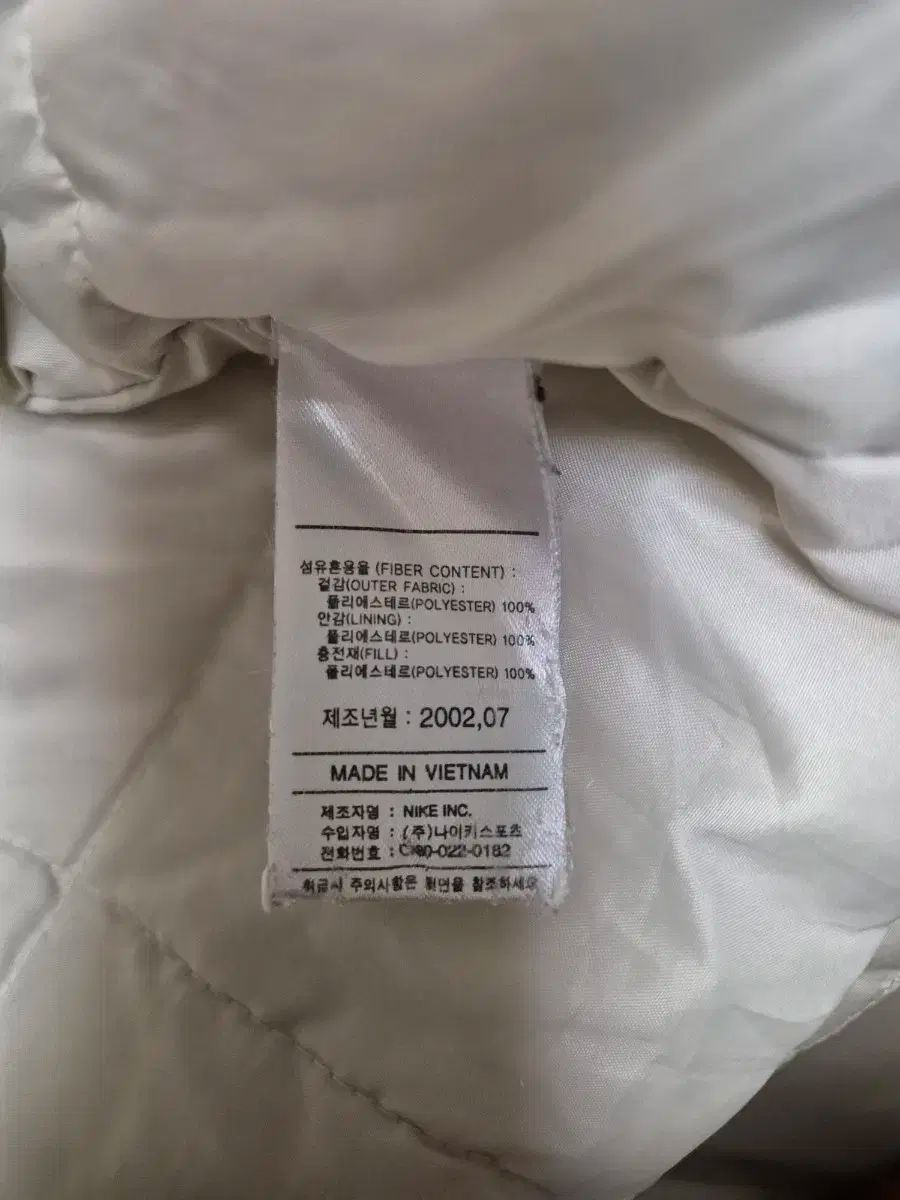 섬유혼용율 (FIBER CONTENT) :
겉감(OUTER FABRIC) :
폴리에스테르(POLYESTER) 100%
안감(LINING) :
폴리에스테르(POLYESTER) 100%
충전재(FILL) :
폴리에스테르(POLYESTER) 100%
제조년월 : 2002,07
MADE IN VIETNAM
제조자명 : NIKE INC.
수입자명 : (주)나이키스포츠
전화번호 : 080-022-0182
취급시 주의사항은 뒷면을 참조하세요